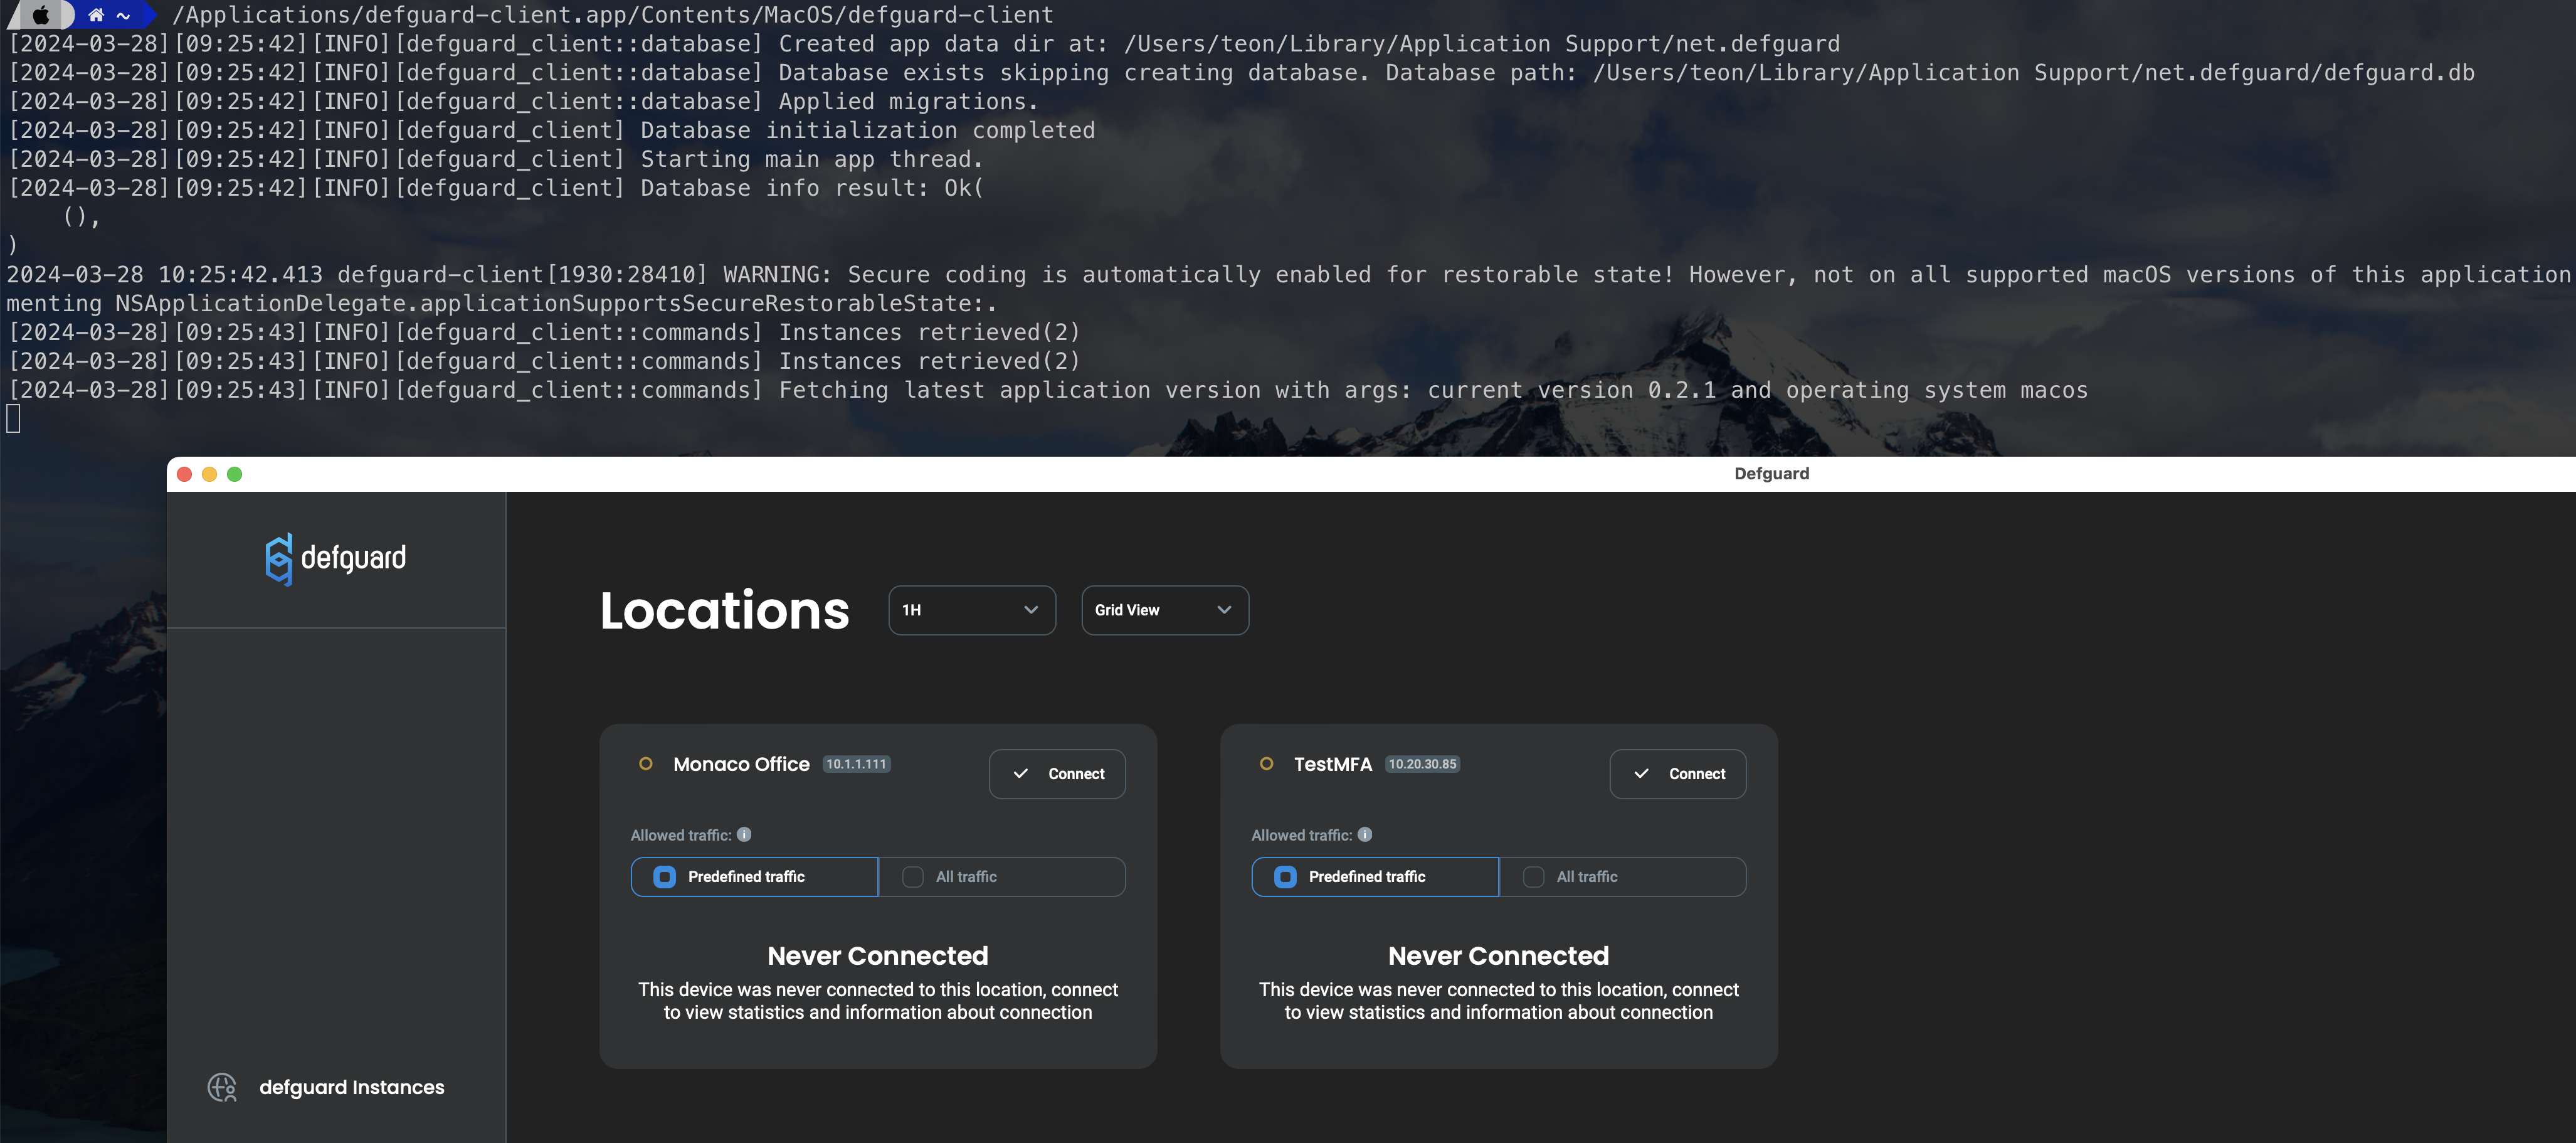 ~ /Applications/defguard-client.app/Contents/MacOS/defguard-client
[2024-03-28][09:25:42][INFO][defguard_client::database] Created app data dir at: /Users/teon/Library/Application Support/net.defguard
[2024-03-28][09:25:42][INFO][defguard_client::database] Database exists skipping creating database. Database path: /Users/teon/Library/Application Support/net.defguard/defguard.db
[2024-03-28][09:25:42][INFO][defguard_client::database] Applied migrations.
[2024-03-28][09:25:42][INFO][defguard_client] Database initialization completed
[2024-03-28][09:25:42][INFO][defguard_client] Starting main app thread.
[2024-03-28][09:25:42][INFO][defguard_client] Database info result: Ok(
    (),
)
2024-03-28 10:25:42.413 defguard-client[1930:28410] WARNING: Secure coding is automatically enabled for restorable state! However, not on all supported macOS versions of this application
menting NSApplicationDelegate.applicationSupportsSecureRestorableState:.
[2024-03-28][09:25:43][INFO][defguard_client::commands] Instances retrieved(2)
[2024-03-28][09:25:43][INFO][defguard_client::commands] Instances retrieved(2)
[2024-03-28][09:25:43][INFO][defguard_client::commands] Fetching latest application version with args: current version 0.2.1 and operating system macos
Defguard
defguard
Locations
1H
Grid View
Monaco Office 10.1.1.111
Connect
Allowed traffic:
Predefined traffic
All traffic
Never Connected
This device was never connected to this location, connect
to view statistics and information about connection
TestMFA 10.20.30.85
Connect
Allowed traffic:
Predefined traffic
All traffic
Never Connected
This device was never connected to this location, connect
to view statistics and information about connection
defguard Instances